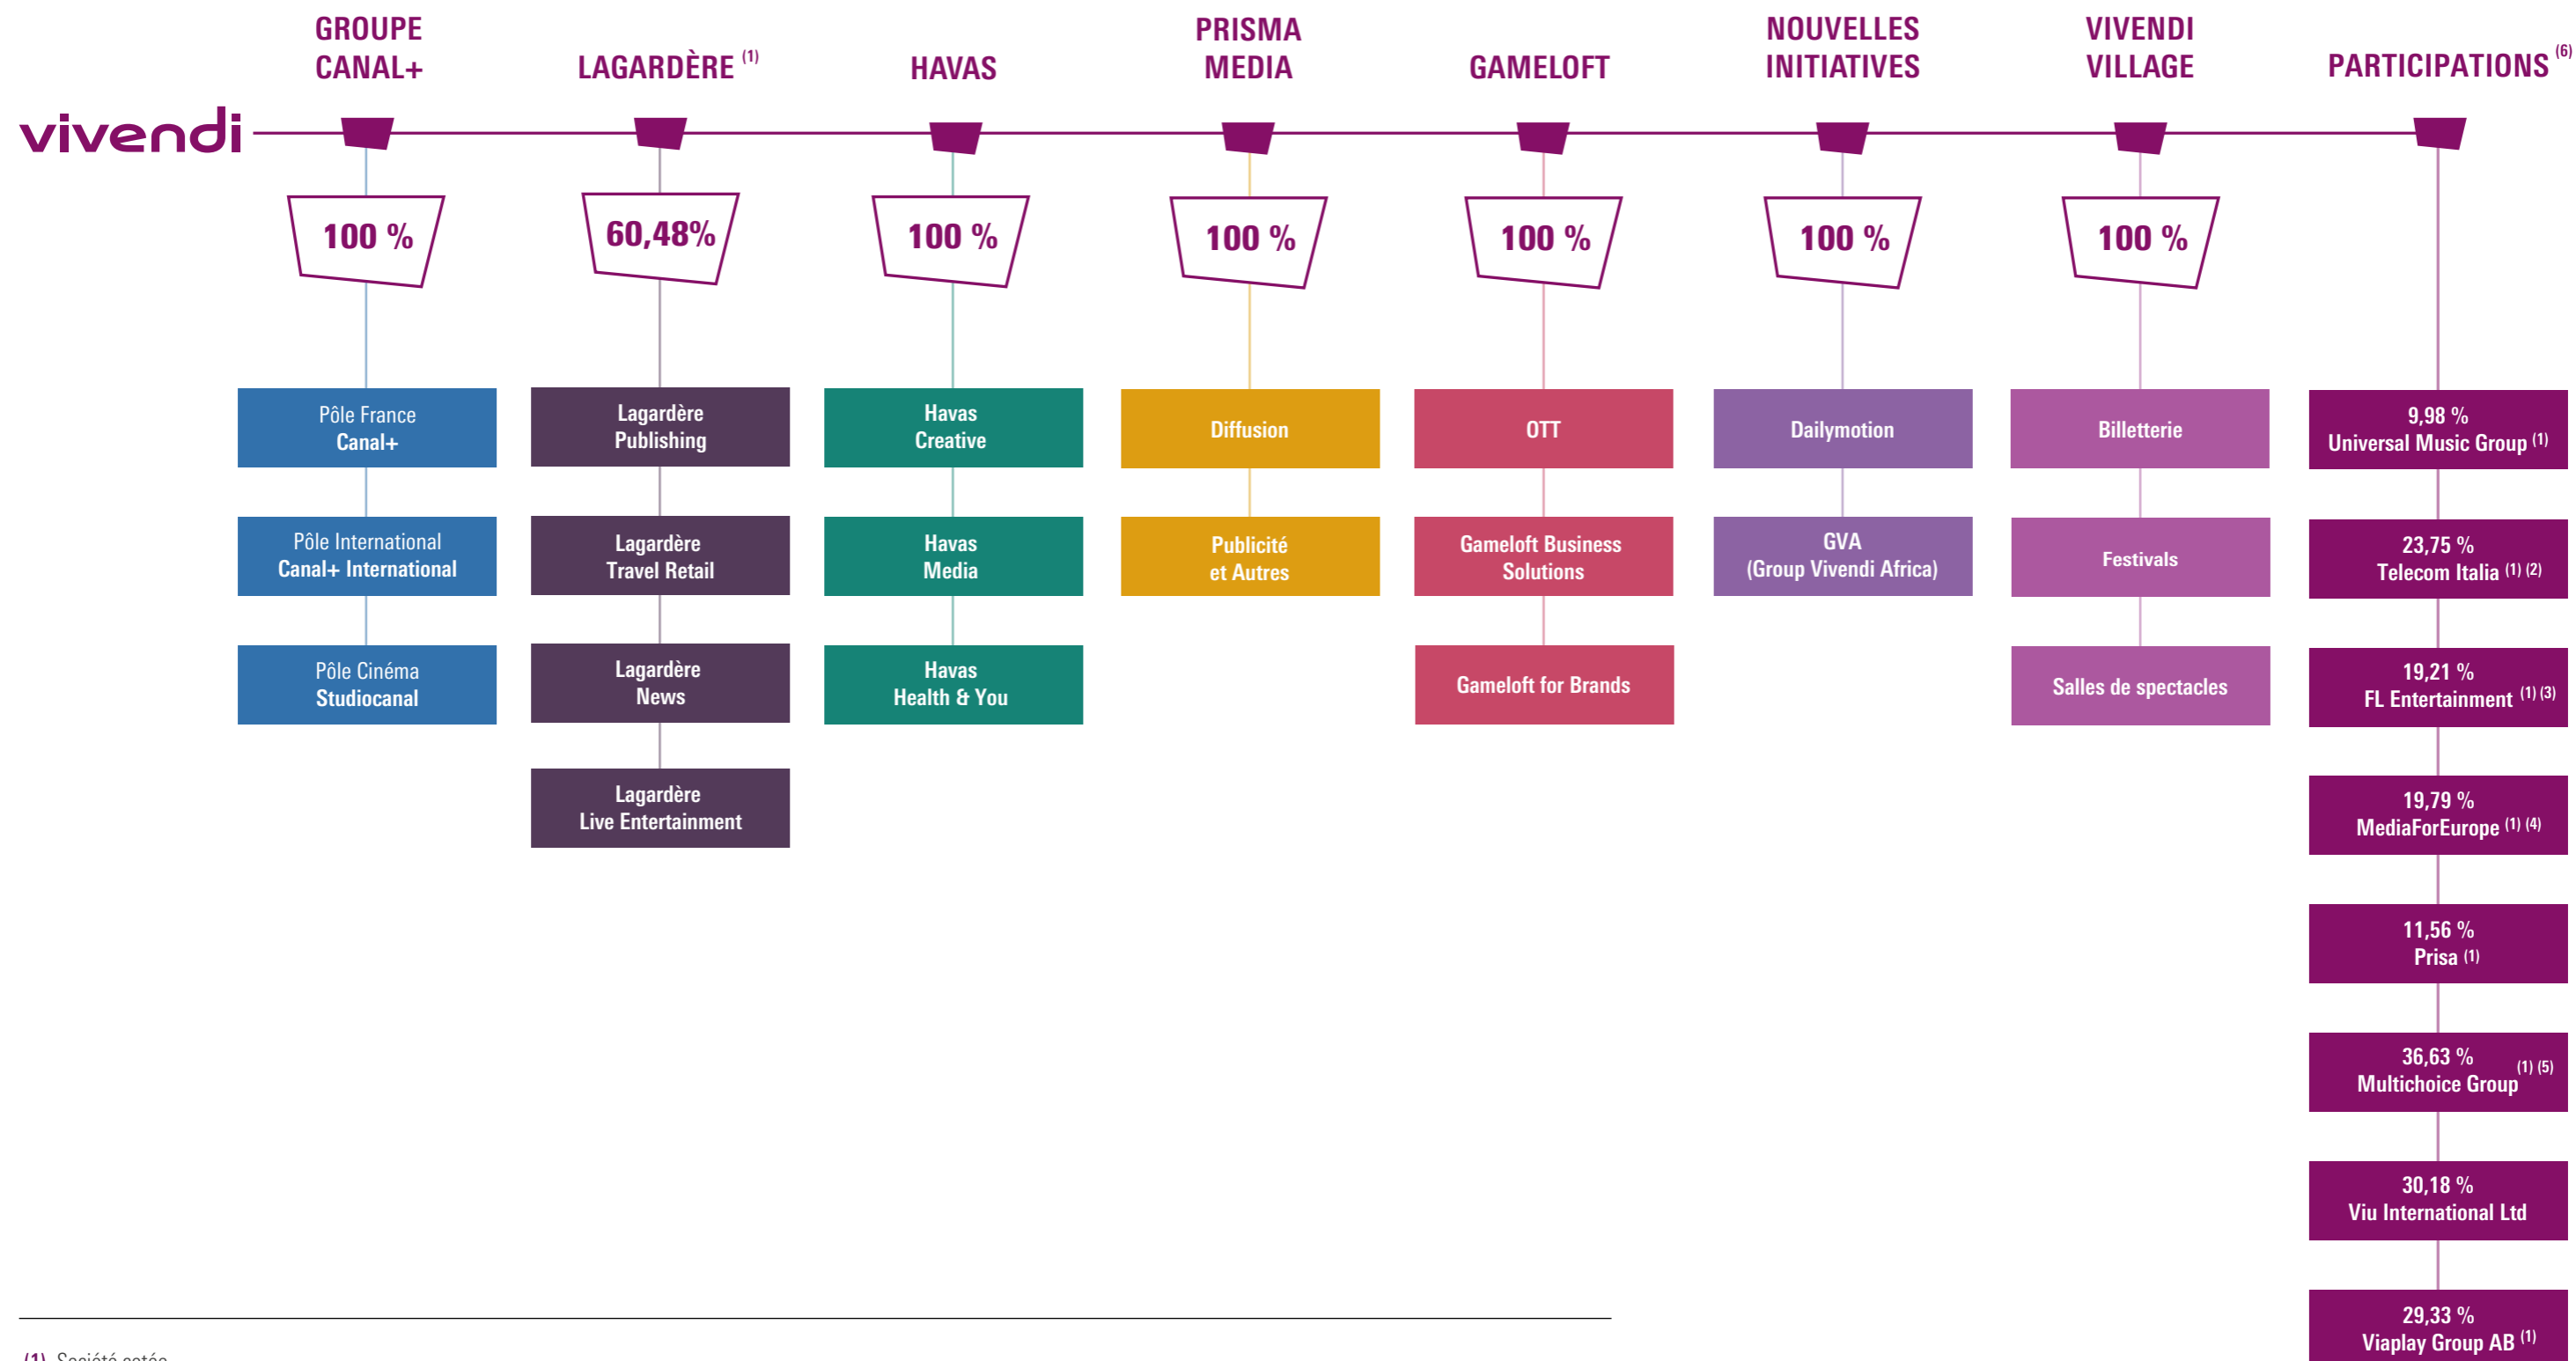 vivendi
GROUPE
CANAL+
100 %
Pôle France
Canal+
Pôle International
Canal+ International
Pôle Cinéma
Studiocanal
LAGARDÈRE (1)
60,48%
Lagardère
Publishing
Lagardère
Travel Retail
Lagardère
News
Lagardère
Live Entertainment
HAVAS
100 %
Havas
Creative
Havas
Media
Havas
Health & You
PRISMA
MEDIA
100 %
Diffusion
Publicité
et Autres
GAMELOFT
100 %
OTT
Gameloft Business
Solutions
Gameloft for Brands
NOUVELLES
INITIATIVES
100 %
Dailymotion
GVA
(Group Vivendi Africa)
VIVENDI
VILLAGE
100 %
Billetterie
Festivals
Salles de spectacles
PARTICIPATIONS (6)
9,98 %
Universal Music Group (1)
23,75 %
Telecom Italia (1) (2)
19,21 %
FL Entertainment (1) (3)
19,79 %
MediaForEurope (1) (4)
11,56 %
Prisa (1)
36,63 %
Multichoice Group (1) (5)
30,18 %
Viu International Ltd
29,33 %
Viaplay Group AB (1)
(1) Société cotée